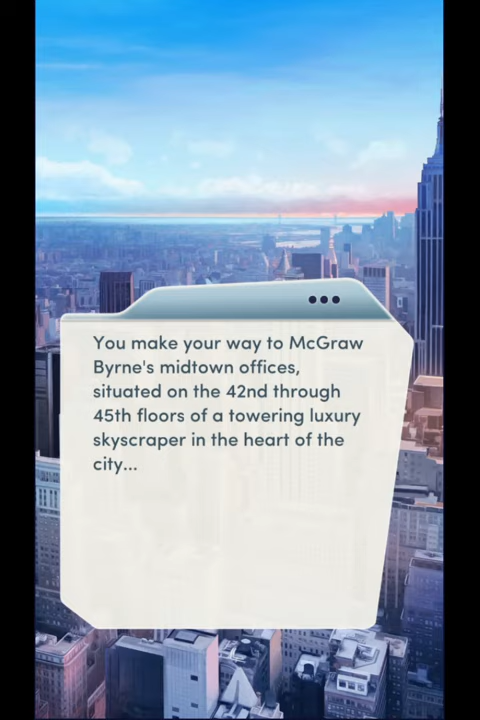 You make your way to McGraw
Byrne's midtown offices,
situated on the 42nd through
45th floors of a towering luxury
skyscraper in the heart of the
city...